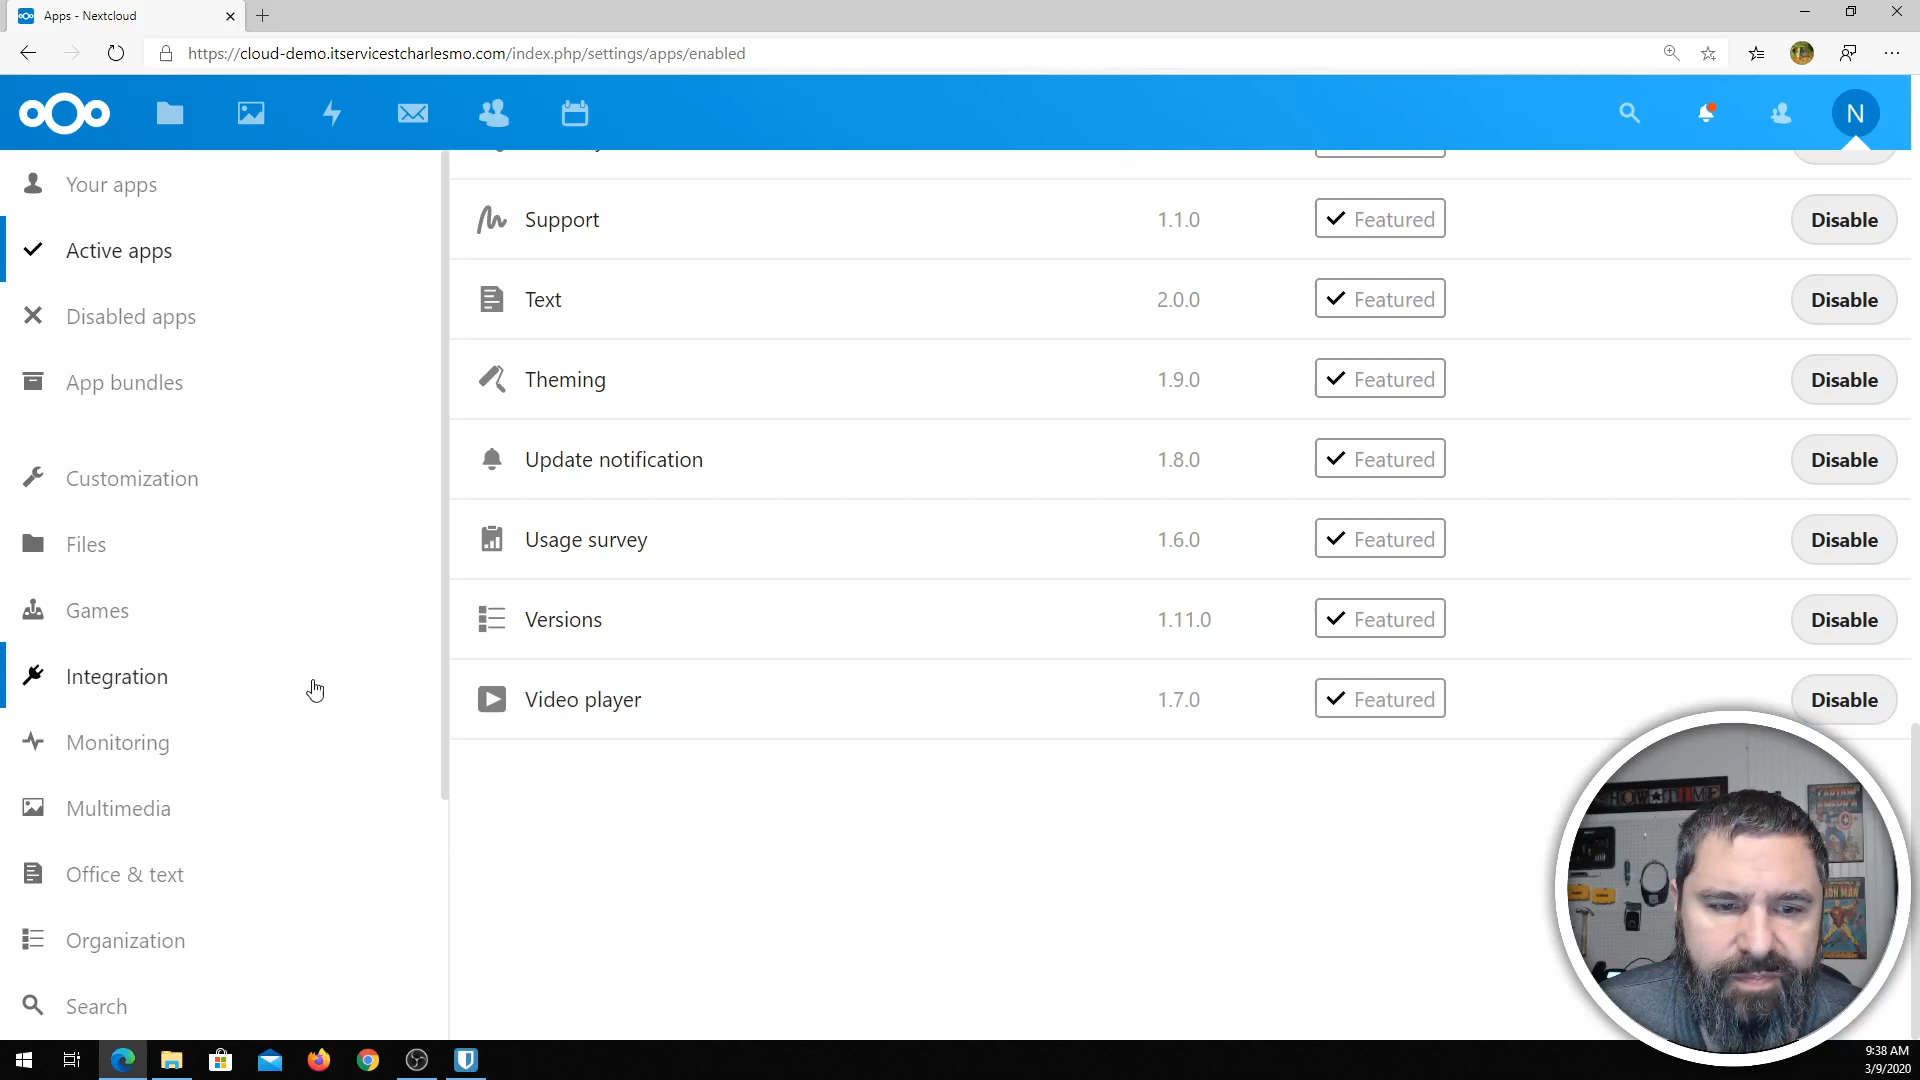 Apps - Nextcloud
https://cloud-demo.itservicestcharlesmo.com/index.php/settings/apps/enabled
N
Your apps
Active apps
Disabled apps
App bundles
Customization
Files
Games
Integration
Monitoring
Multimedia
Office & text
Organization
Search
Support 1.1.0 Featured Disable
Text 2.0.0 Featured Disable
Theming 1.9.0 Featured Disable
Update notification 1.8.0 Featured Disable
Usage survey 1.6.0 Featured Disable
Versions 1.11.0 Featured Disable
Video player 1.7.0 Featured Disable
CAPTAIN AMERICA
IRON MAN
9:38 AM
3/9/2020